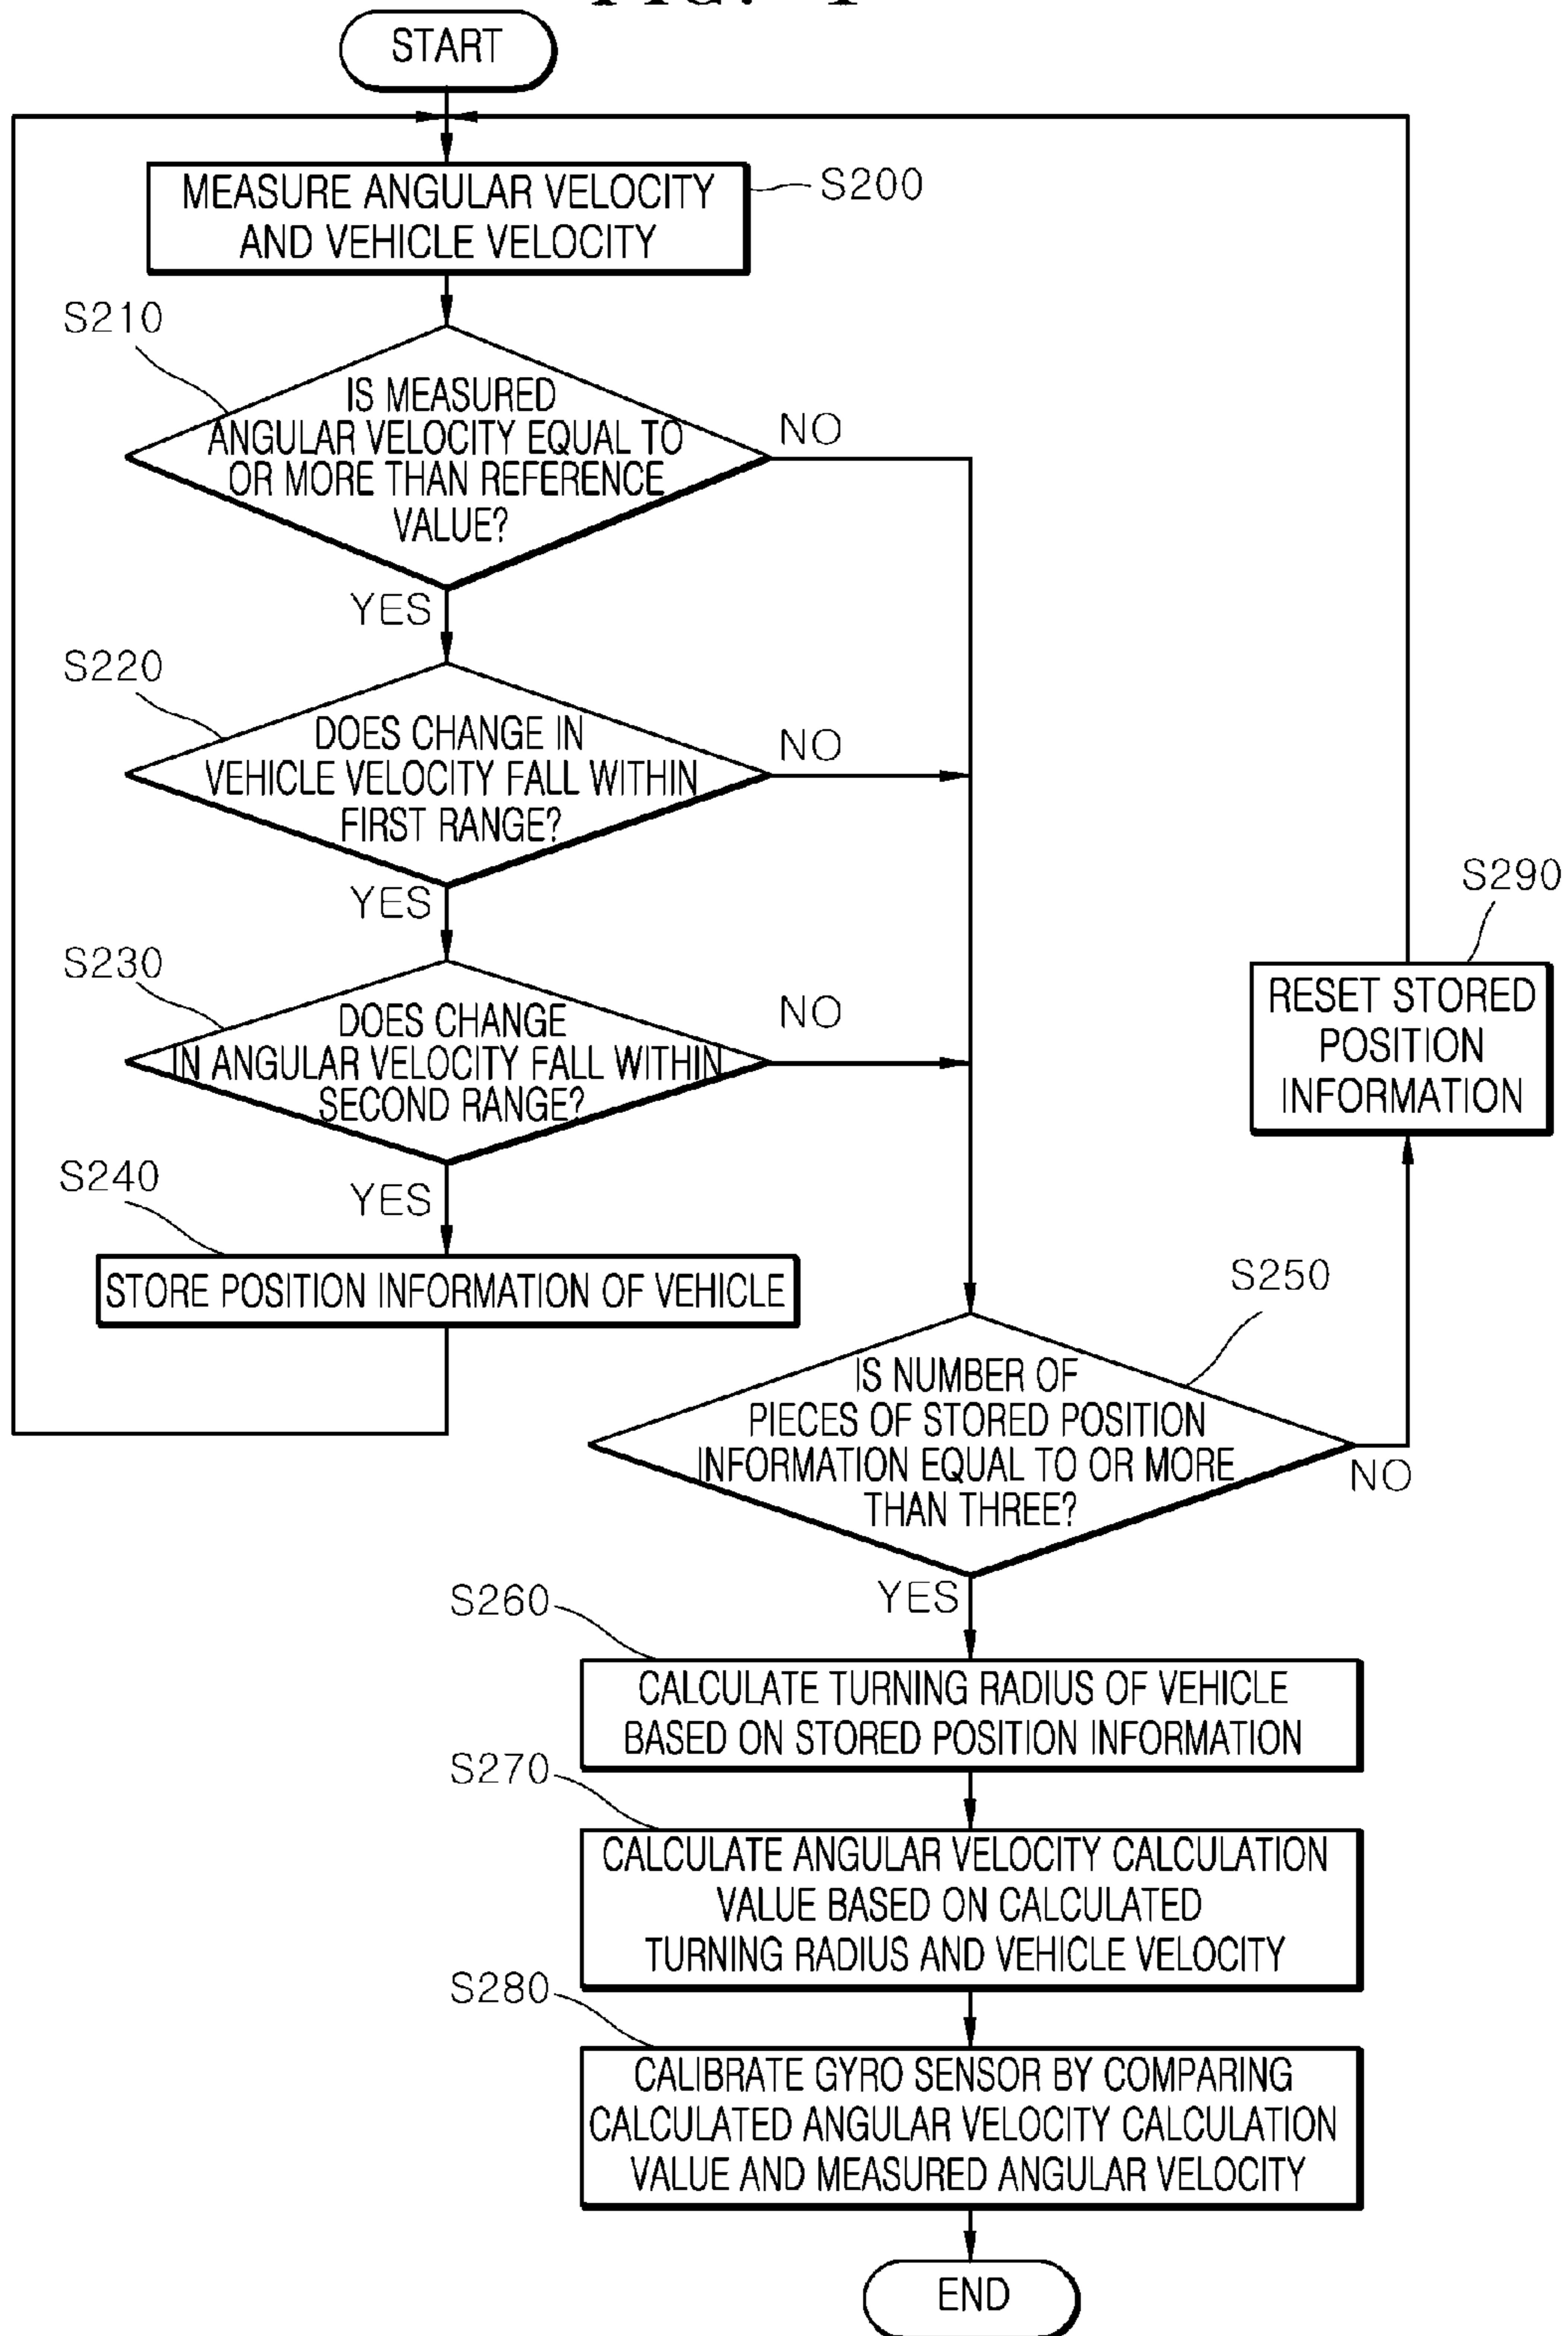 START
MEASURE ANGULAR VELOCITY
AND VEHICLE VELOCITY
S200
S210
IS MEASURED
ANGULAR VELOCITY EQUAL TO
OR MORE THAN REFERENCE
VALUE?
NO
YES
S220
DOES CHANGE IN
VEHICLE VELOCITY FALL WITHIN
FIRST RANGE?
NO
YES
S230
DOES CHANGE
IN ANGULAR VELOCITY FALL WITHIN
SECOND RANGE?
NO
YES
S240
STORE POSITION INFORMATION OF VEHICLE
S290
RESET STORED
POSITION
INFORMATION
S250
IS NUMBER OF
PIECES OF STORED POSITION
INFORMATION EQUAL TO OR MORE
THAN THREE?
NO
YES
S260
CALCULATE TURNING RADIUS OF VEHICLE
BASED ON STORED POSITION INFORMATION
S270
CALCULATE ANGULAR VELOCITY CALCULATION
VALUE BASED ON CALCULATED
TURNING RADIUS AND VEHICLE VELOCITY
S280
CALIBRATE GYRO SENSOR BY COMPARING
CALCULATED ANGULAR VELOCITY CALCULATION
VALUE AND MEASURED ANGULAR VELOCITY
END